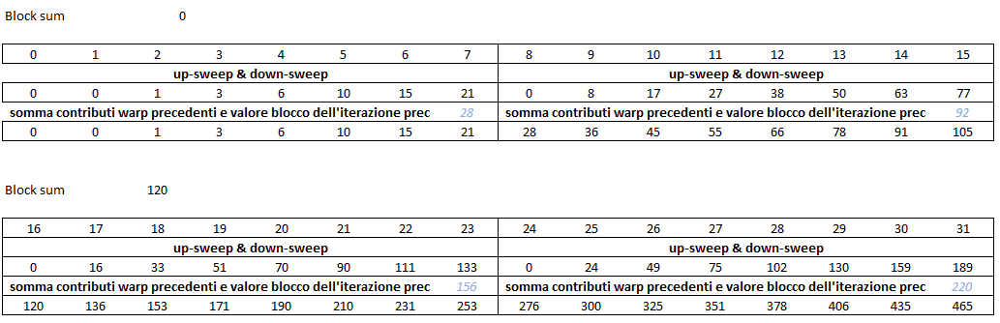 Block sum 0
0 1 2 3 4 5 6 7 8 9 10 11 12 13 14 15
up-sweep & down-sweep up-sweep & down-sweep
0 0 1 3 6 10 15 21 0 8 17 27 38 50 63 77
somma contributi warp precedenti e valore blocco dell'iterazione prec 28 somma contributi warp precedenti e valore blocco dell'iterazione prec 92
0 0 1 3 6 10 15 21 28 36 45 55 66 78 91 105
Block sum 120
16 17 18 19 20 21 22 23 24 25 26 27 28 29 30 31
up-sweep & down-sweep up-sweep & down-sweep
0 16 33 51 70 90 111 133 0 24 49 75 102 130 159 189
somma contributi warp precedenti e valore blocco dell'iterazione prec 156 somma contributi warp precedenti e valore blocco dell'iterazione prec 220
120 136 153 171 190 210 231 253 276 300 325 351 378 406 435 465